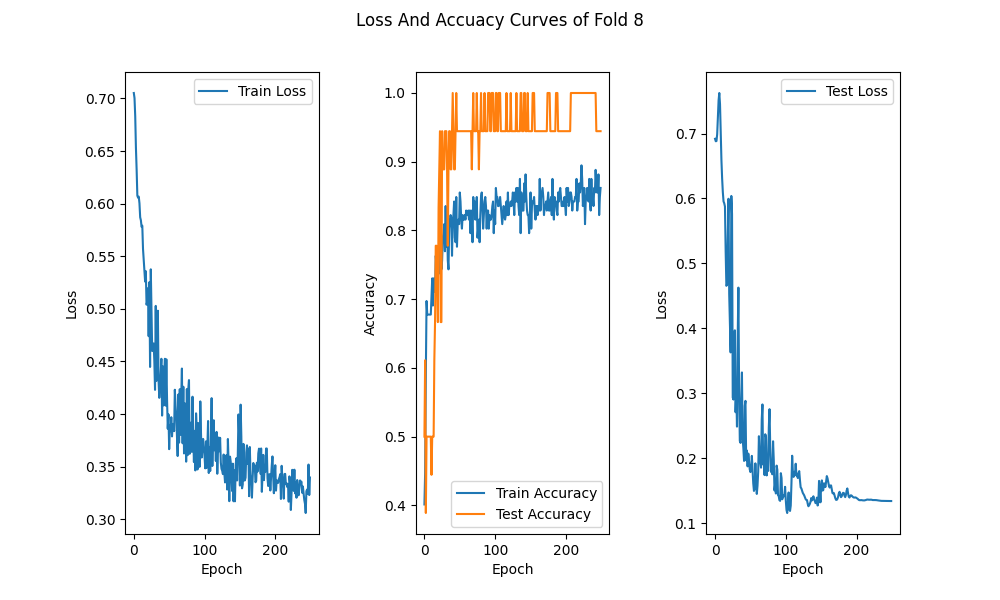 Loss And Accuacy Curves of Fold 8
Train Loss
0.70
0.65
0.60
0.55
0.50
0.45
0.40
0.35
0.30
Loss
0
100
200
Epoch
1.0
0.9
0.8
0.7
0.6
0.5
0.4
Accuracy
Train Accuracy
Test Accuracy
0
100
200
Epoch
Test Loss
0.7
0.6
0.5
0.4
0.3
0.2
0.1
Loss
0
100
200
Epoch